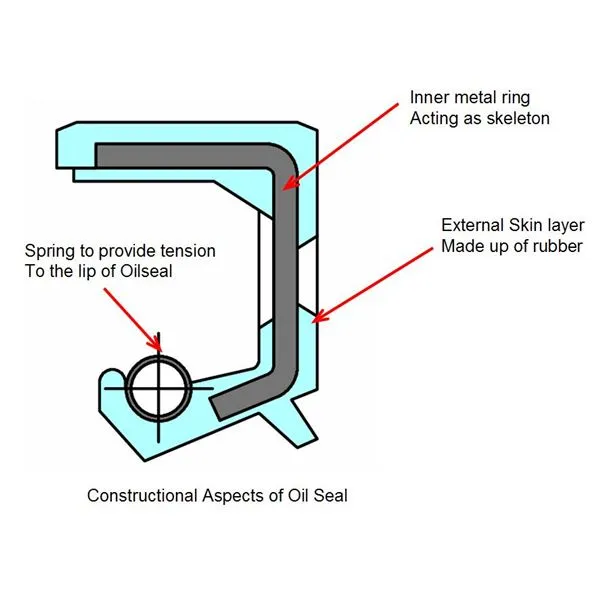 Inner metal ring
Acting as skeleton
External Skin layer
Made up of rubber
Spring to provide tension
To the lip of Oilseal
Constructional Aspects of Oil Seal